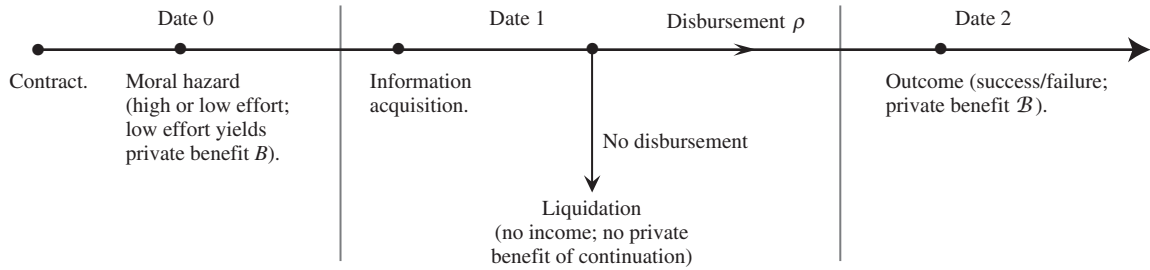 Date 0
Date 1
Disbursement ρ
Date 2
Contract.
Moral hazard
(high or low effort;
low effort yields
private benefit B).
Information
acquisition.
Outcome (success/failure;
private benefit ℬ).
No disbursement
Liquidation
(no income; no private
benefit of continuation)